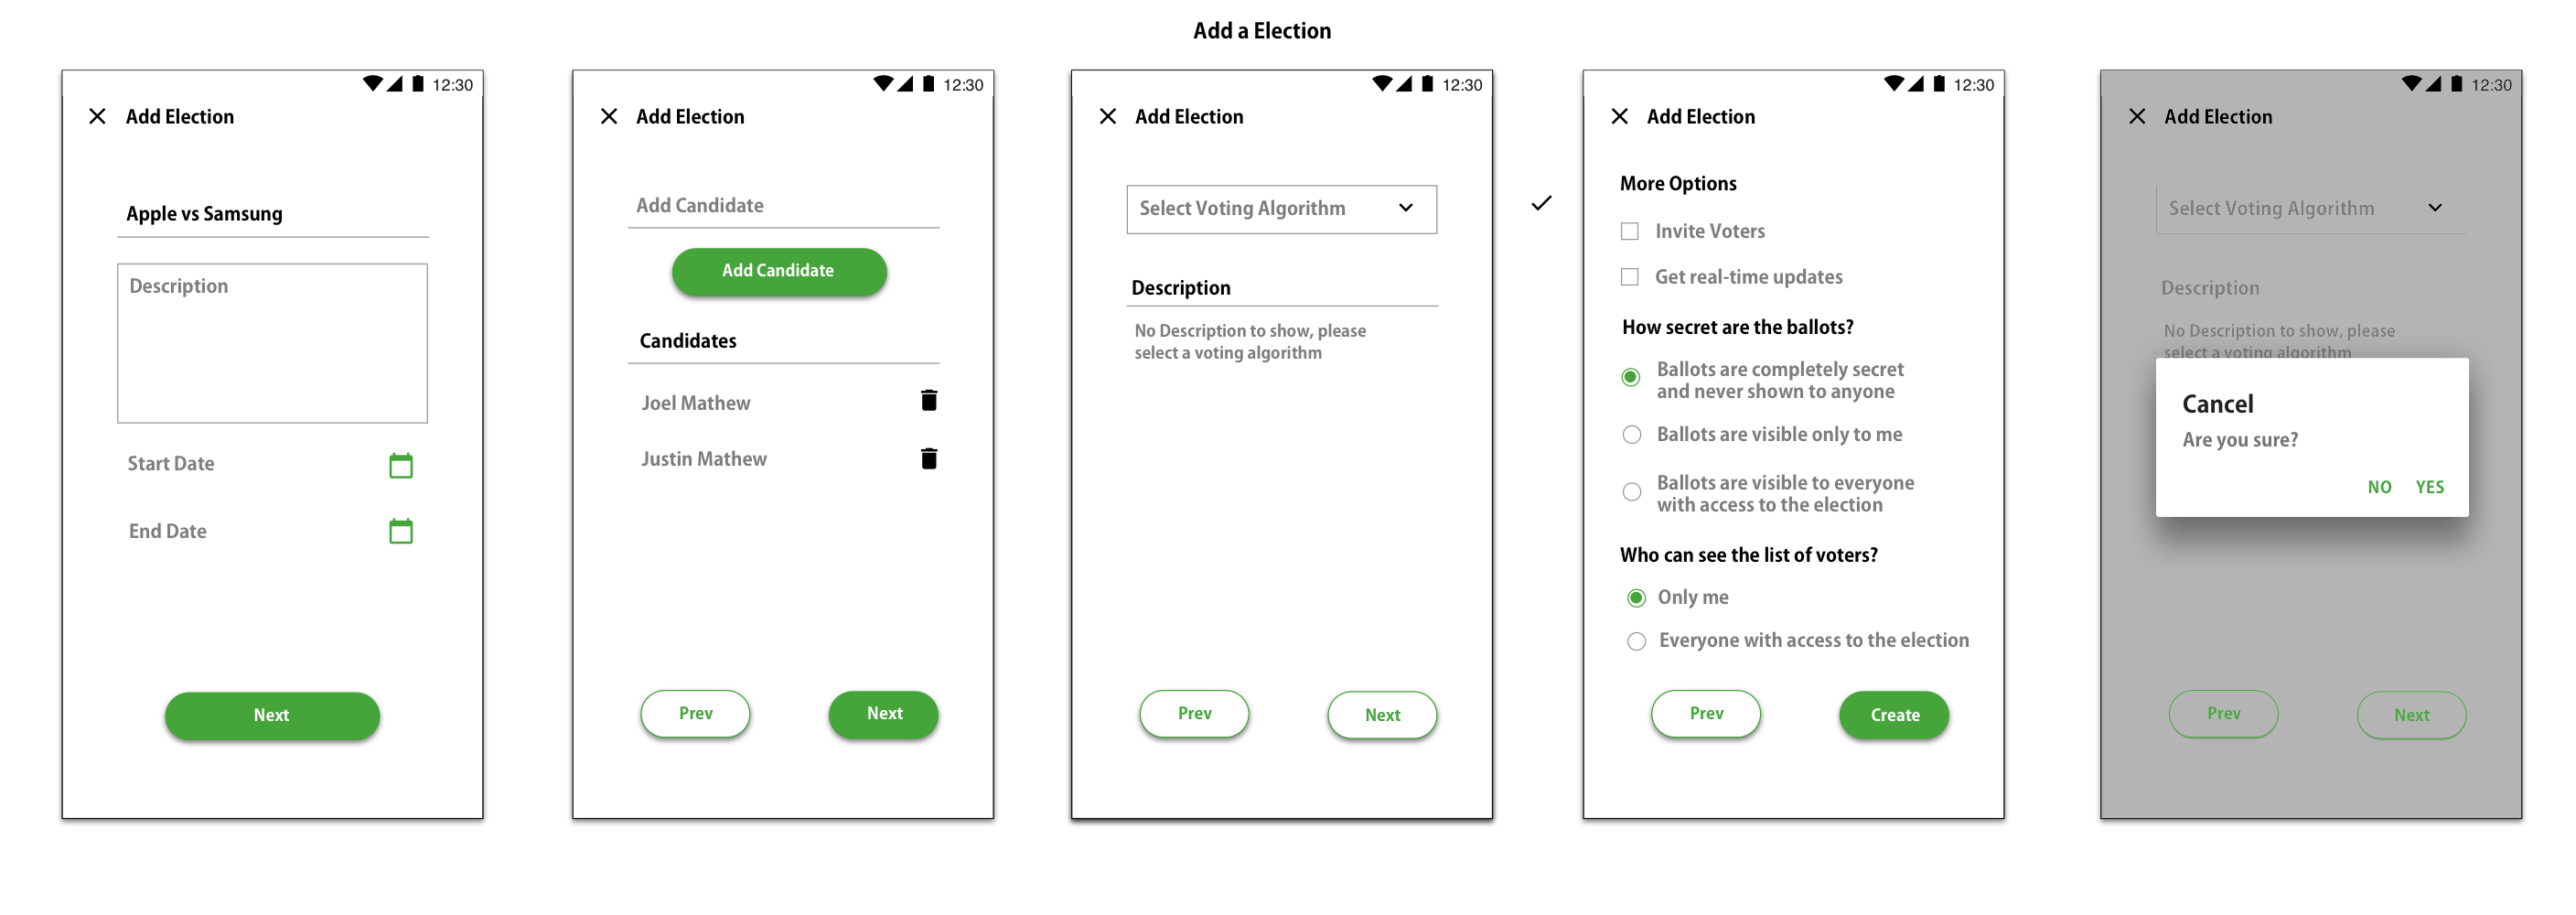 Add a Election
12:30
Add Election
Apple vs Samsung
Description
Start Date
End Date
Next
12:30
Add Election
Add Candidate
Add Candidate
Candidates
Joel Mathew
Justin Mathew
Prev
Next
12:30
Add Election
Select Voting Algorithm
Description
No Description to show, please
select a voting algorithm
Prev
Next
12:30
Add Election
More Options
Invite Voters
Get real-time updates
How secret are the ballots?
Ballots are completely secret
and never shown to anyone
Ballots are visible only to me
Ballots are visible to everyone
with access to the election
Who can see the list of voters?
Only me
Everyone with access to the election
Prev
Create
12:30
Add Election
Select Voting Algorithm
Description
No Description to show, please
select a voting algorithm
Cancel
Are you sure?
NO YES
Prev
Next